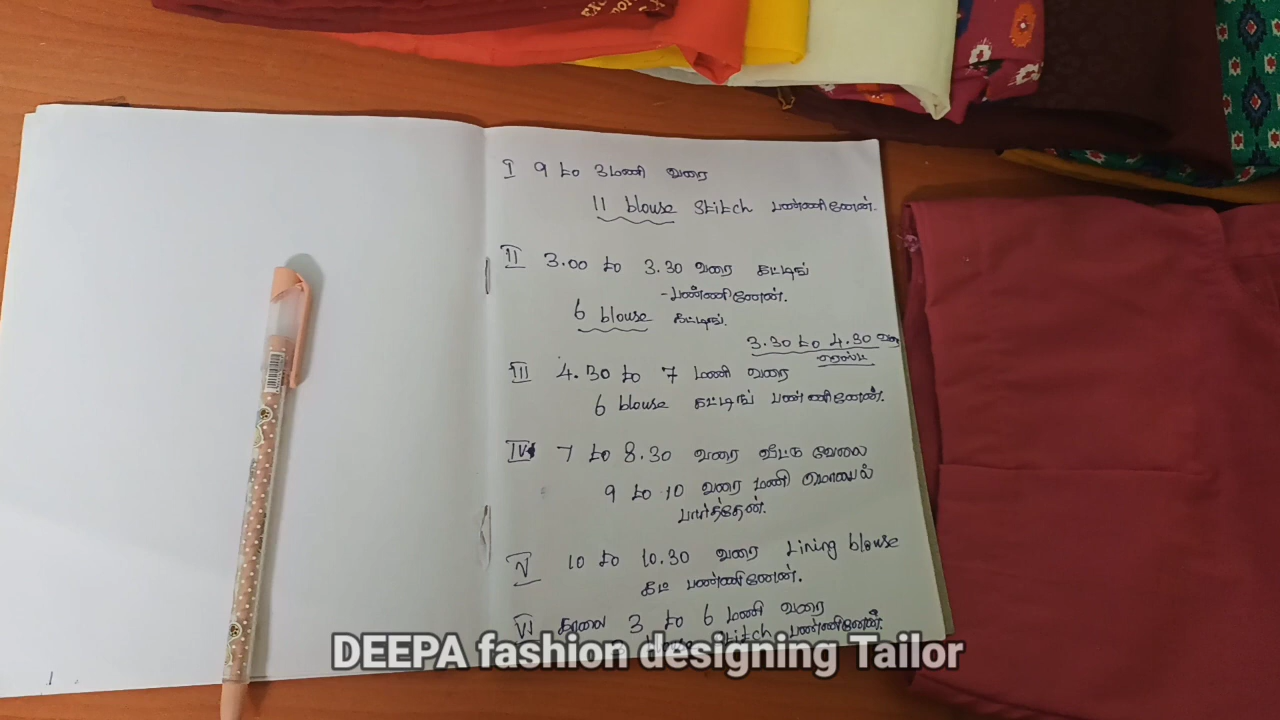 I 9 to 3மணி வரை
11 blouse Stitch பண்ணினேன்.
II 3.00 to 3.30 வரை கட்டிங்
-பண்ணினேன்.
6 blouse கட்டிங்.
3.30 to 4.30 வரை
ரெஸ்ட்
III 4.30 to 7 மணி வரை
6 blouse கட்டிங் பண்ணினேன்.
IV 7 to 8.30 வரை வீட்டு வேலை
9 to 10 வரை மணி மொபைல்
பார்த்தேன்.
V 10 to 10.30 வரை Lining blouse
கட் பண்ணினேன்.
VI காலை 3 to 6 மணி வரை
blouse Stitch பண்ணினேன்.
DEEPA fashion designing Tailor